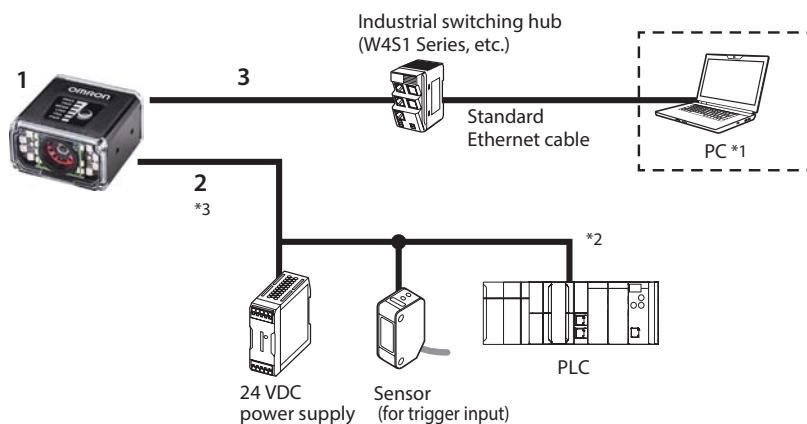 Industrial switching hub
(W4S1 Series, etc.)
1
OMRON
3
Standard
Ethernet cable
PC *1
2
*3
*2
24 VDC
power supply
Sensor
(for trigger input)
PLC